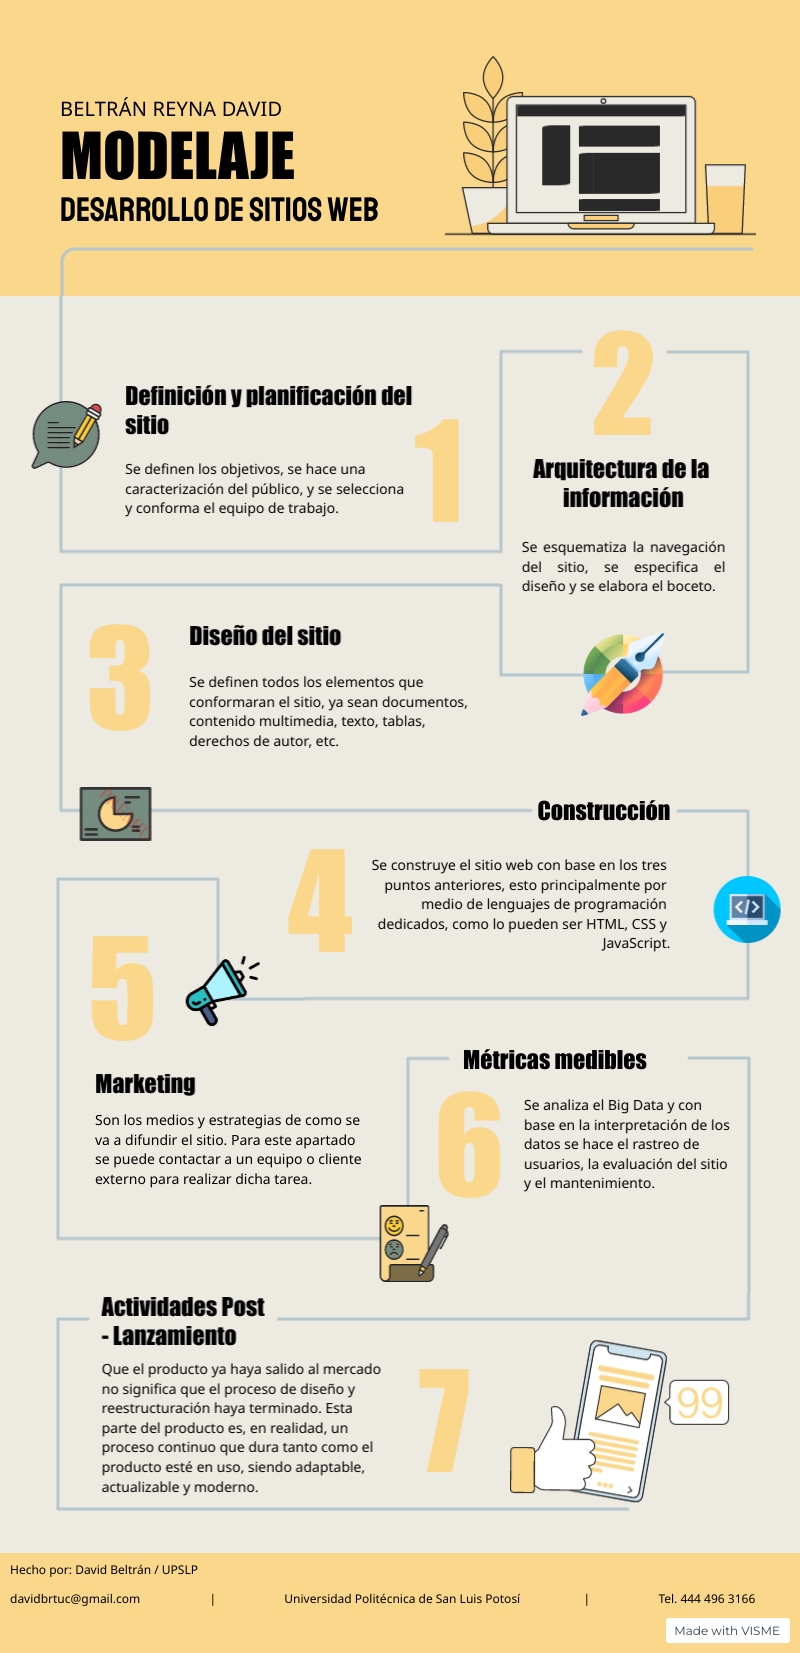 BELTRÁN REYNA DAVID
MODELAJE
DESARROLLO DE SITIOS WEB
Definición y planificación del
sitio
1
Se definen los objetivos, se hace una
caracterización del público, y se selecciona
y conforma el equipo de trabajo.
2
Arquitectura de la
información
Se esquematiza la navegación
del sitio, se especifica el
diseño y se elabora el boceto.
3
Diseño del sitio
Se definen todos los elementos que
conformaran el sitio, ya sean documentos,
contenido multimedia, texto, tablas,
derechos de autor, etc.
Construcción
4
Se construye el sitio web con base en los tres
puntos anteriores, esto principalmente por
medio de lenguajes de programación
dedicados, como lo pueden ser HTML, CSS y
JavaScript.
</>
5
Marketing
Son los medios y estrategias de como se
va a difundir el sitio. Para este apartado
se puede contactar a un equipo o cliente
externo para realizar dicha tarea.
Métricas medibles
6
Se analiza el Big Data y con
base en la interpretación de los
datos se hace el rastreo de
usuarios, la evaluación del sitio
y el mantenimiento.
Actividades Post
- Lanzamiento
Que el producto ya haya salido al mercado
no significa que el proceso de diseño y
reestructuración haya terminado. Esta
parte del producto es, en realidad, un
proceso continuo que dura tanto como el
producto esté en uso, siendo adaptable,
actualizable y moderno.
7
99
Hecho por: David Beltrán / UPSLP
davidbrtuc@gmail.com | Universidad Politécnica de San Luis Potosí | Tel. 444 496 3166
Made with VISME